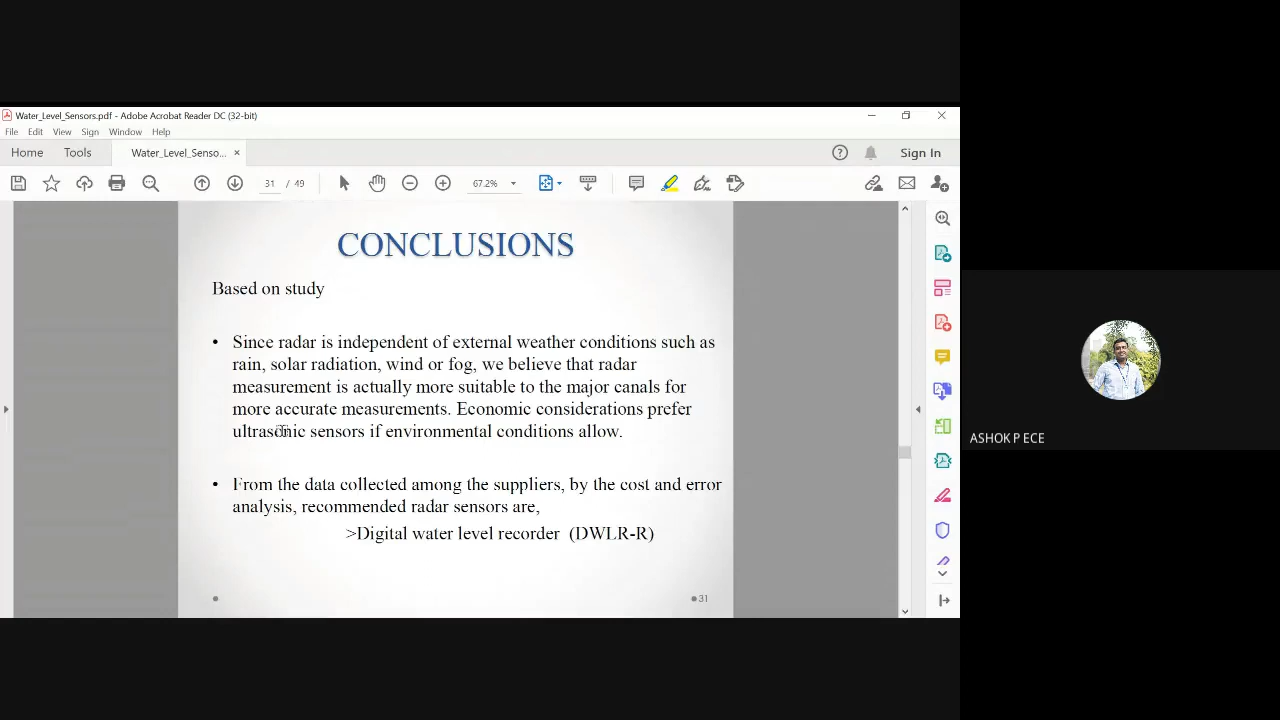 Water_Level_Sensors.pdf - Adobe Acrobat Reader DC (32-bit)
File Edit View Sign Window Help
Home Tools Water_Level_Senso... × Sign In
31 / 49 67.2%
CONCLUSIONS
Based on study
• Since radar is independent of external weather conditions such as
rain, solar radiation, wind or fog, we believe that radar
measurement is actually more suitable to the major canals for
more accurate measurements. Economic considerations prefer
ultrasonic sensors if environmental conditions allow.
• From the data collected among the suppliers, by the cost and error
analysis, recommended radar sensors are,
>Digital water level recorder (DWLR-R)
31
ASHOK P ECE